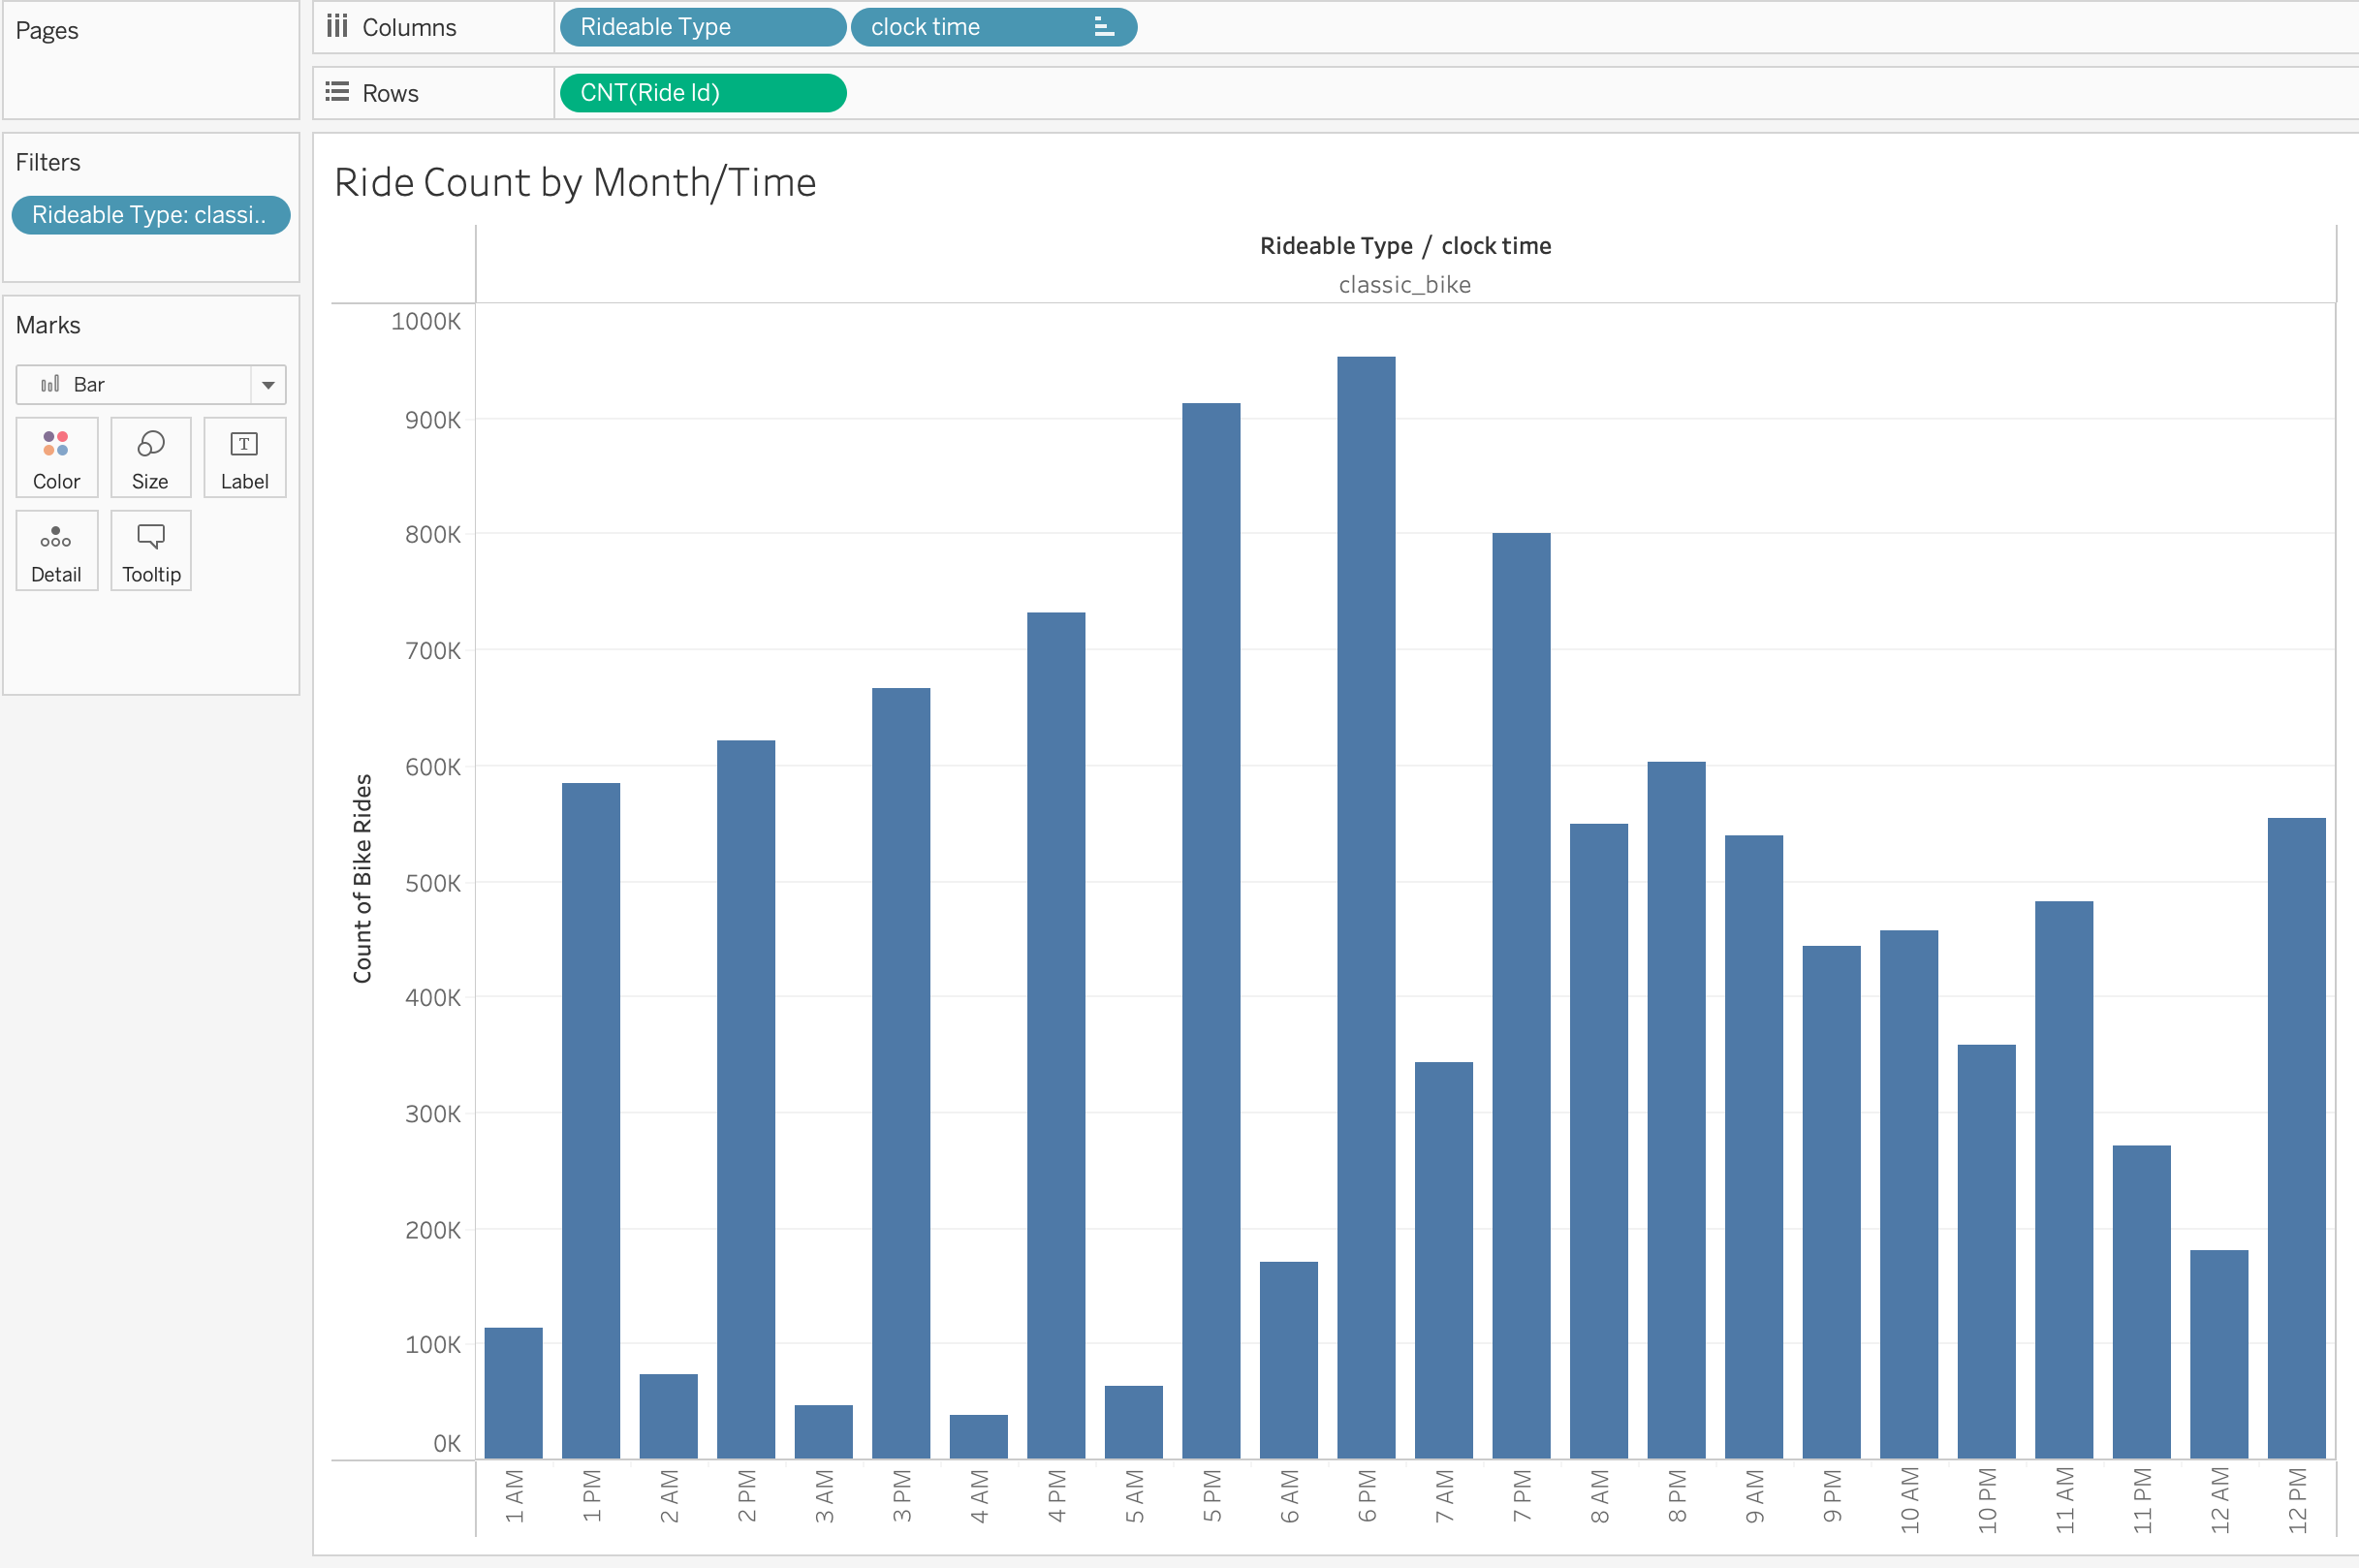 Pages
Columns
Rideable Type
clock time
Rows
CNT(Ride Id)
Filters
Rideable Type: classi..
Marks
Bar
Color
Size
T
Label
Detail
Tooltip
Ride Count by Month/Time
Rideable Type / clock time
classic_bike
Count of Bike Rides
1000K
900K
800K
700K
600K
500K
400K
300K
200K
100K
0K
1 AM
1 PM
2 AM
2 PM
3 AM
3 PM
4 AM
4 PM
5 AM
5 PM
6 AM
6 PM
7 AM
7 PM
8 AM
8 PM
9 AM
9 PM
10 AM
10 PM
11 AM
11 PM
12 AM
12 PM